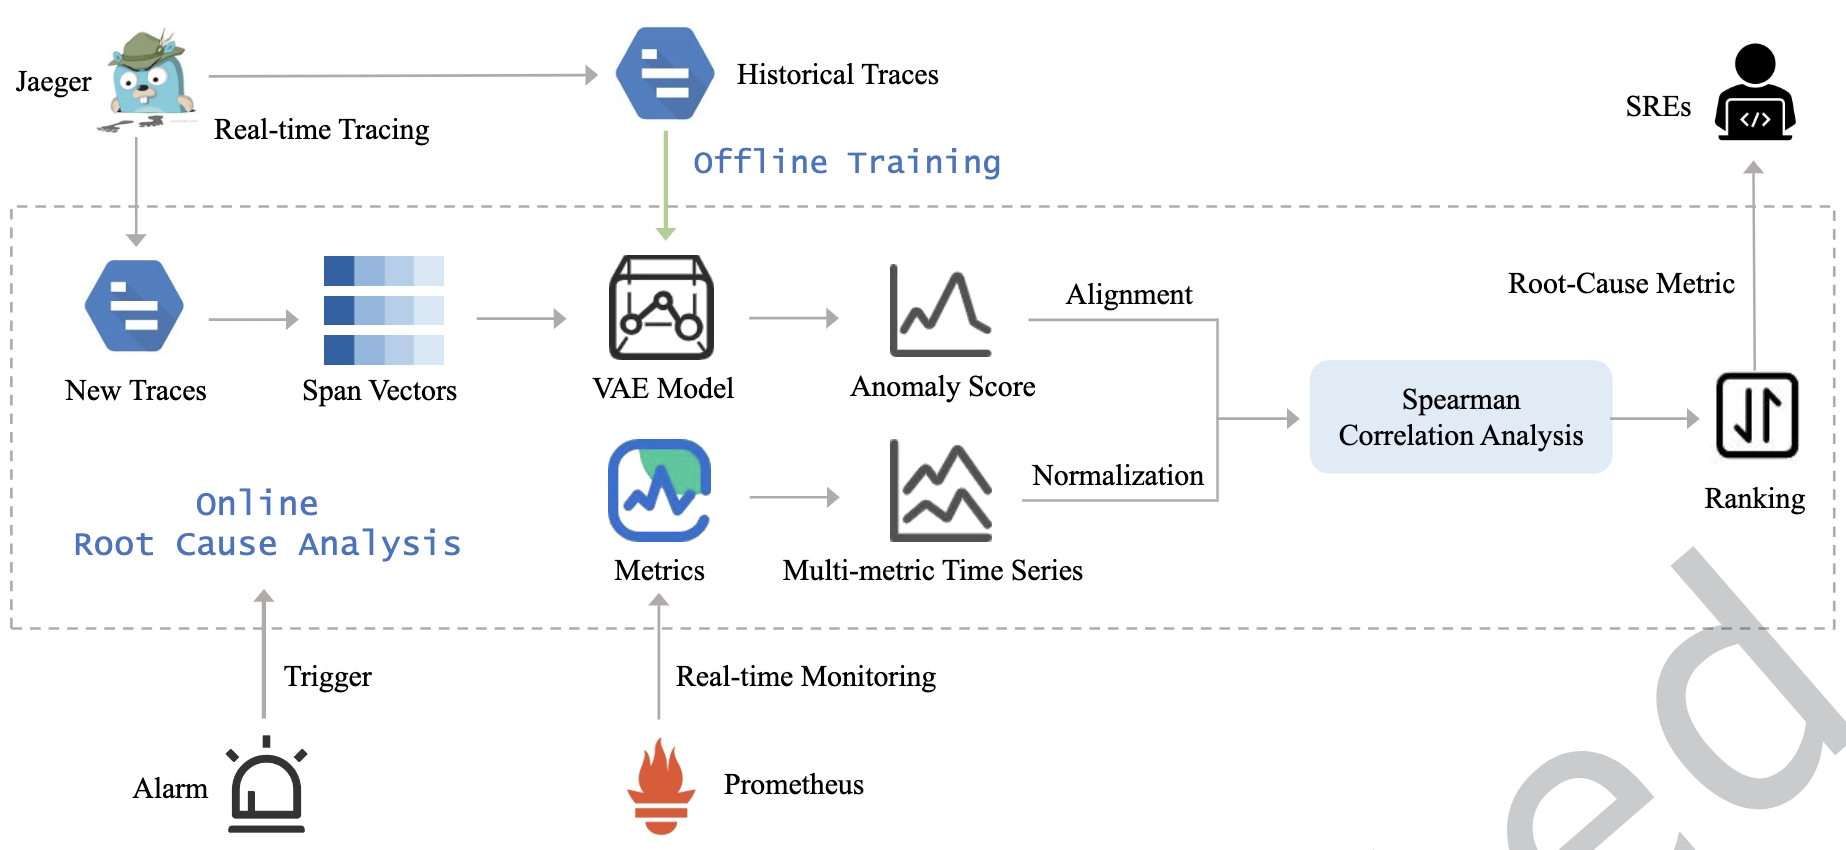 Jaeger
Real-time Tracing
Historical Traces
Offline Training
SREs
New Traces
Span Vectors
VAE Model
Anomaly Score
Alignment
Root-Cause Metric
Spearman
Correlation Analysis
Normalization
Ranking
Online
Root Cause Analysis
Metrics
Multi-metric Time Series
Trigger
Real-time Monitoring
Alarm
Prometheus